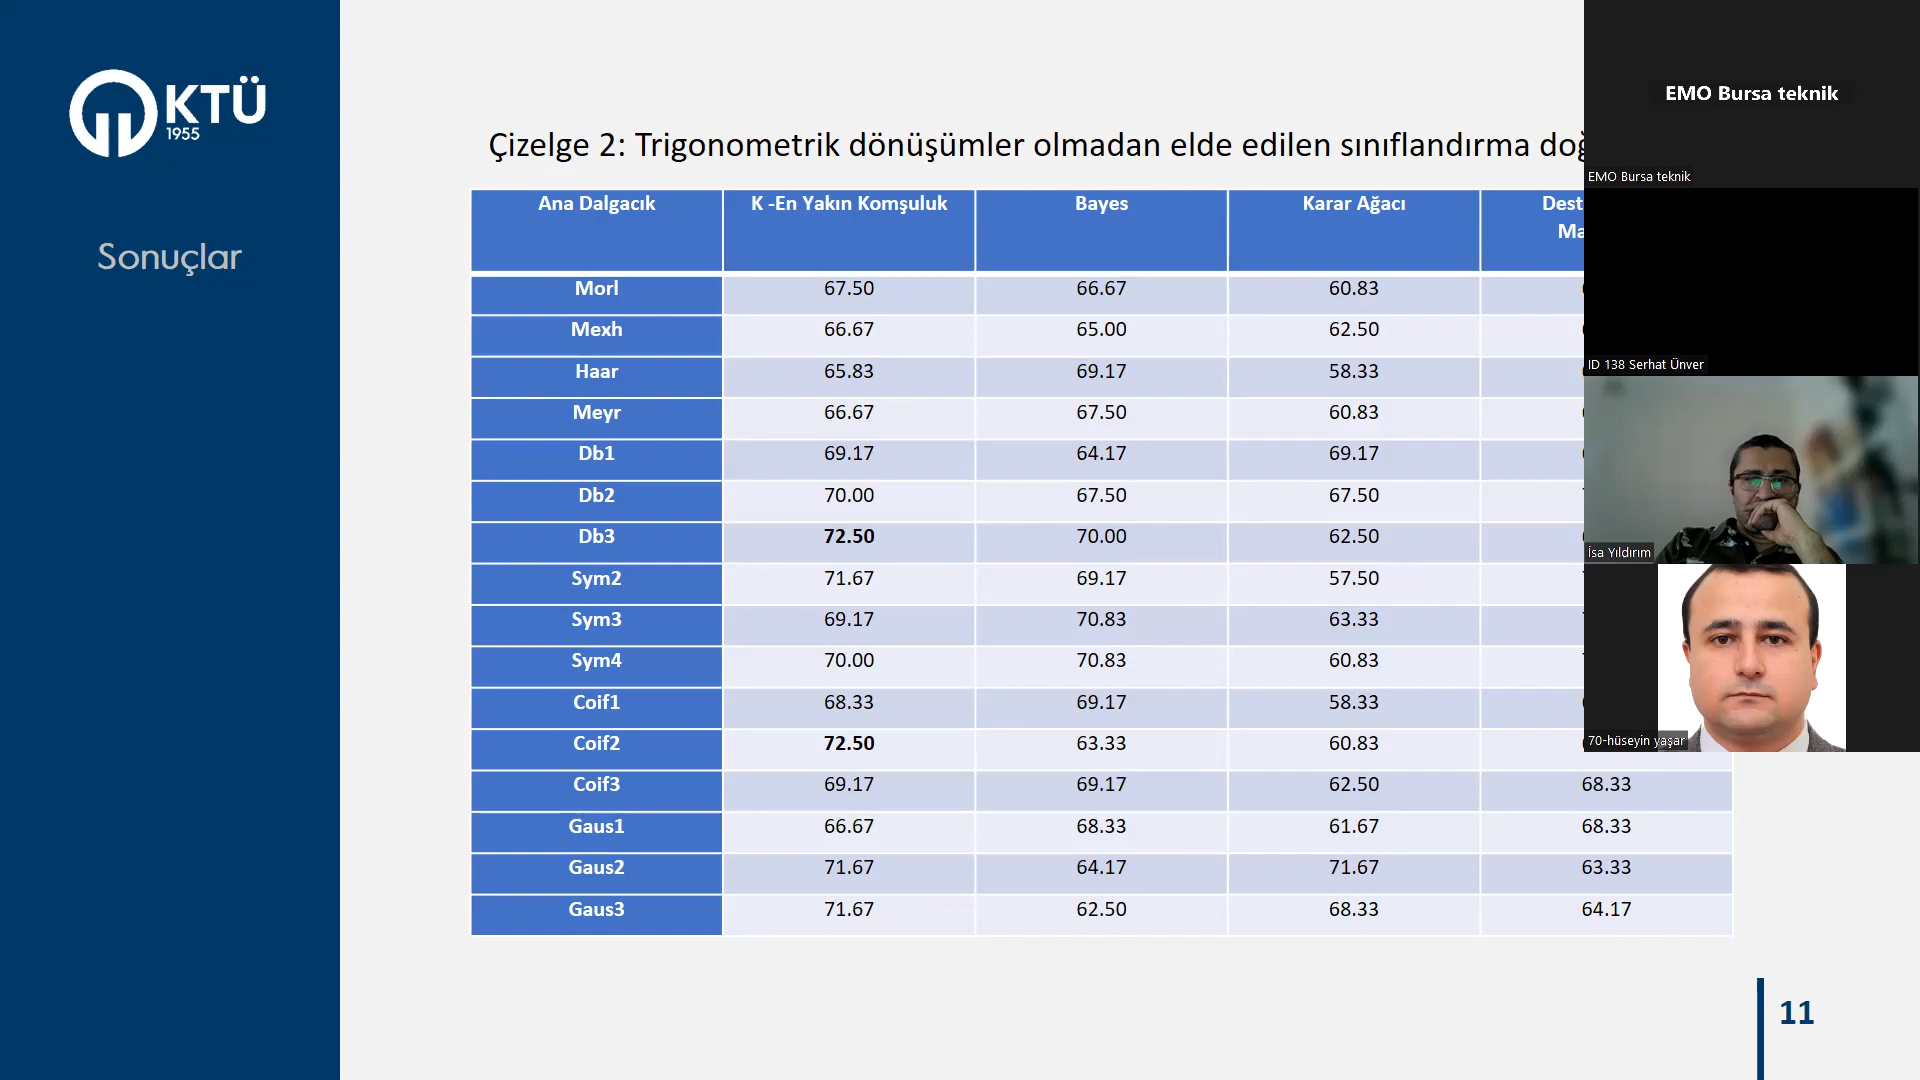 KTÜ
1955
Sonuçlar
Çizelge 2: Trigonometrik dönüşümler olmadan elde edilen sınıflandırma
Ana Dalgacık K -En Yakın Komşuluk Bayes Karar Ağacı
Morl 67.50 66.67 60.83
Mexh 66.67 65.00 62.50
Haar 65.83 69.17 58.33
Meyr 66.67 67.50 60.83
Db1 69.17 64.17 69.17
Db2 70.00 67.50 67.50
Db3 72.50 70.00 62.50
Sym2 71.67 69.17 57.50
Sym3 69.17 70.83 63.33
Sym4 70.00 70.83 60.83
Coif1 68.33 69.17 58.33
Coif2 72.50 63.33 60.83
Coif3 69.17 69.17 62.50 68.33
Gaus1 66.67 68.33 61.67 68.33
Gaus2 71.67 64.17 71.67 63.33
Gaus3 71.67 62.50 68.33 64.17
11
EMO Bursa teknik
EMO Bursa teknik
ID 138 Serhat Ünver
İsa Yıldırım
70-hüseyin yaşar